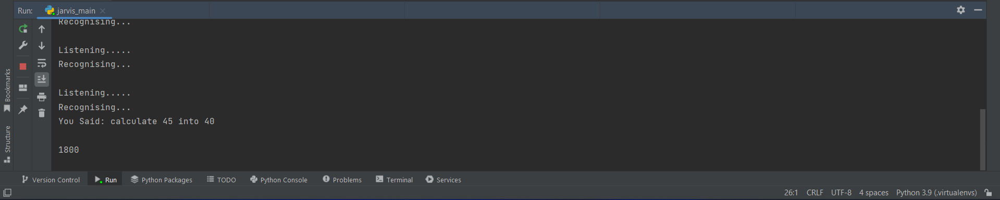 Run: jarvis_main
Recognising...
Listening.....
Recognising...
Listening.....
Recognising...
You Said: calculate 45 into 40
1800
Bookmarks
Structure
Version Control Run Python Packages TODO Python Console Problems Terminal Services
26:1 CRLF UTF-8 4 spaces Python 3.9 (.virtualenvs)